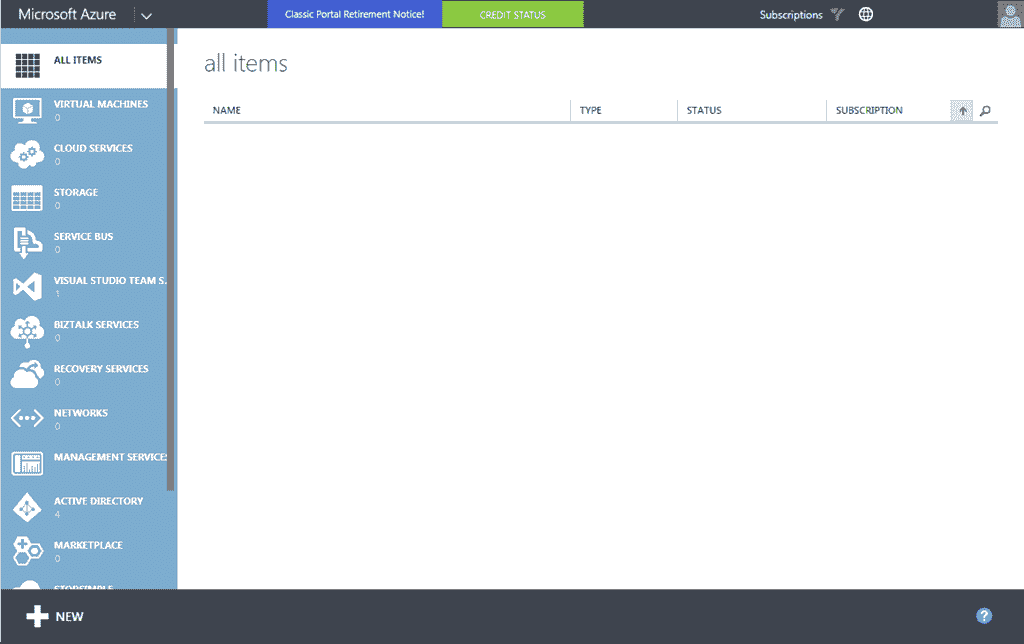 Microsoft Azure
Classic Portal Retirement Notice!
CREDIT STATUS
Subscriptions
ALL ITEMS
VIRTUAL MACHINES
0
CLOUD SERVICES
0
STORAGE
0
SERVICE BUS
0
VISUAL STUDIO TEAM S.
1
BIZTALK SERVICES
0
RECOVERY SERVICES
0
NETWORKS
0
MANAGEMENT SERVICES
ACTIVE DIRECTORY
4
MARKETPLACE
0
STORSIMPLE
all items
NAME
TYPE
STATUS
SUBSCRIPTION
NEW
?